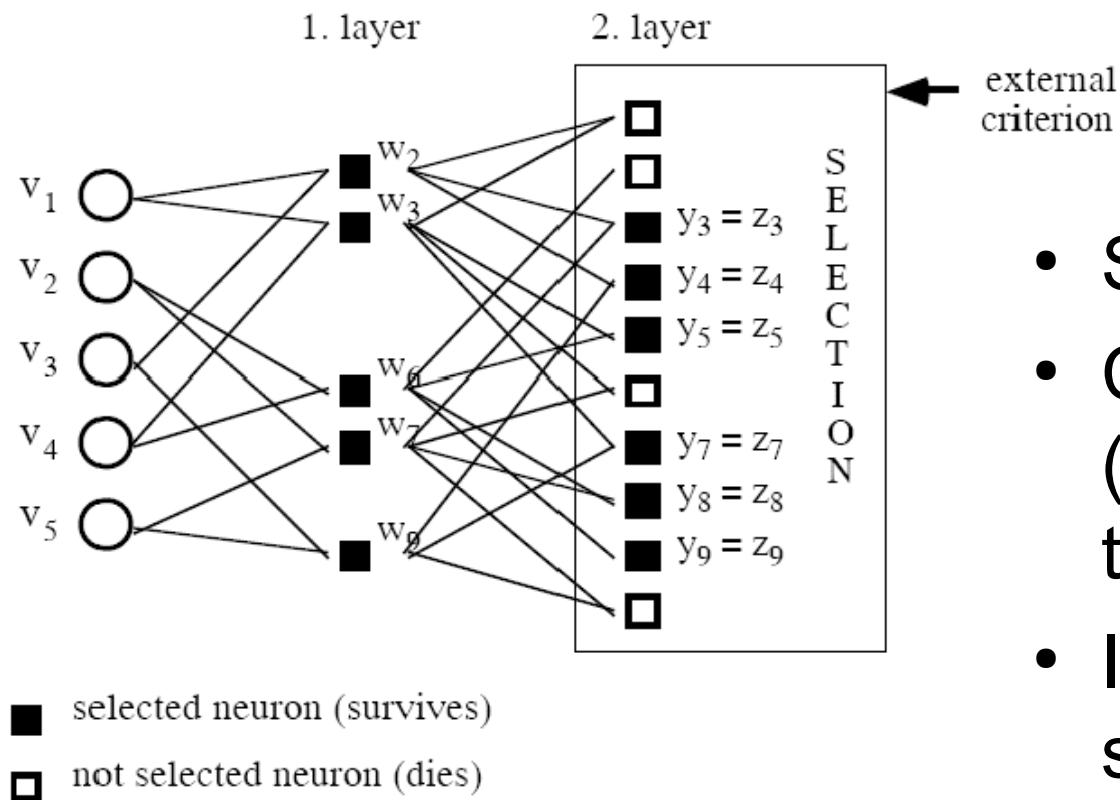 1. layer
2. layer
external
criterion
v₁
v₂
v₃
v₄
v₅
w₂
w₃
w₆
w₇
w₉
y₃ = z₃
y₄ = z₄
y₅ = z₅
y₇ = z₇
y₈ = z₈
y₉ = z₉
SELECTION
selected neuron (survives)
not selected neuron (dies)